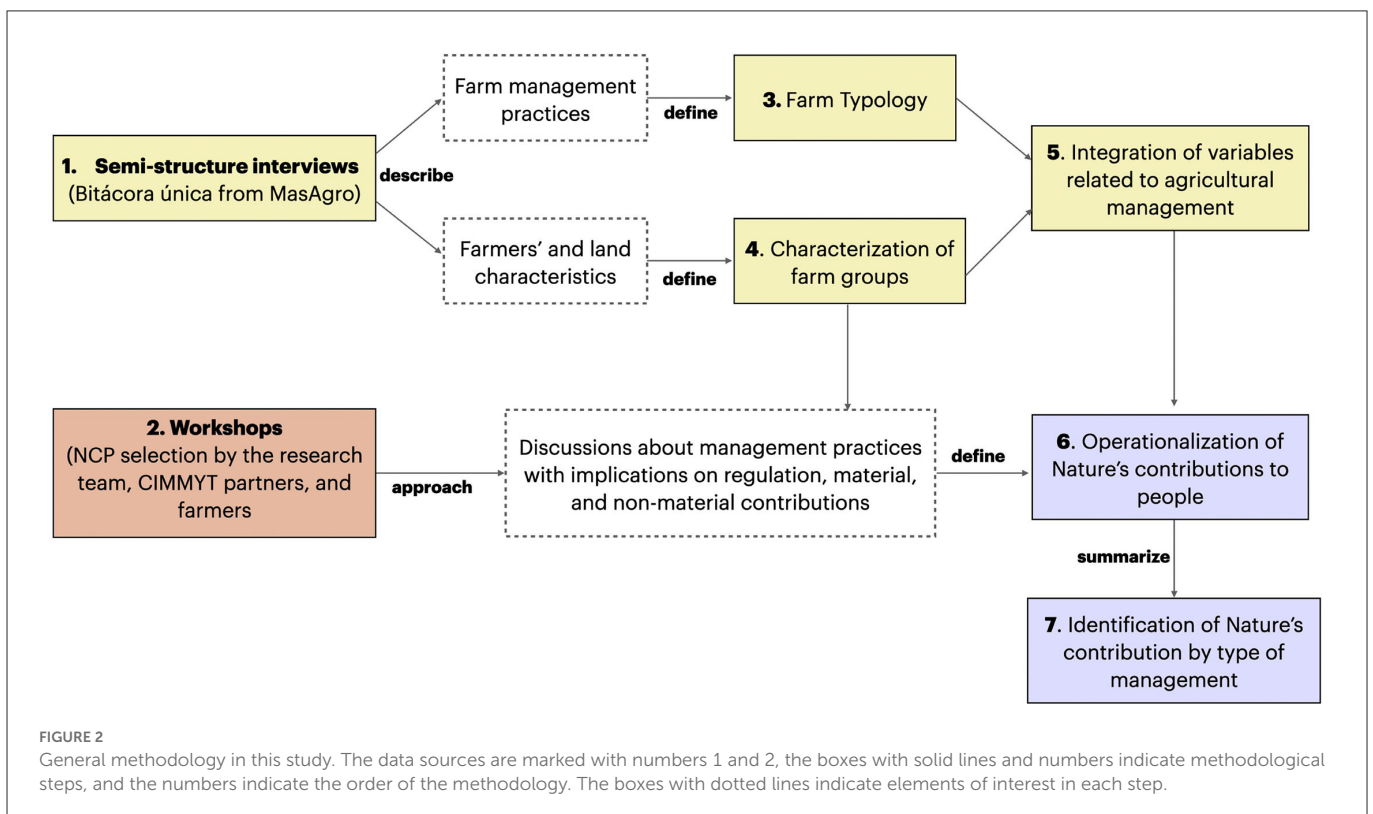 Farm management
practices
define
3. Farm Typology
1. Semi-structure interviews
(Bitácora única from MasAgro)
describe
5. Integration of variables
related to agricultural
management
Farmers' and land
characteristics
define
4. Characterization of
farm groups
2. Workshops
(NCP selection by the research
team, CIMMYT partners, and
farmers
approach
Discussions about management practices
with implications on regulation, material,
and non-material contributions
define
6. Operationalization of
Nature's contributions to
people
summarize
7. Identification of Nature's
contribution by type of
management
FIGURE 2
General methodology in this study. The data sources are marked with numbers 1 and 2, the boxes with solid lines and numbers indicate methodological
steps, and the numbers indicate the order of the methodology. The boxes with dotted lines indicate elements of interest in each step.